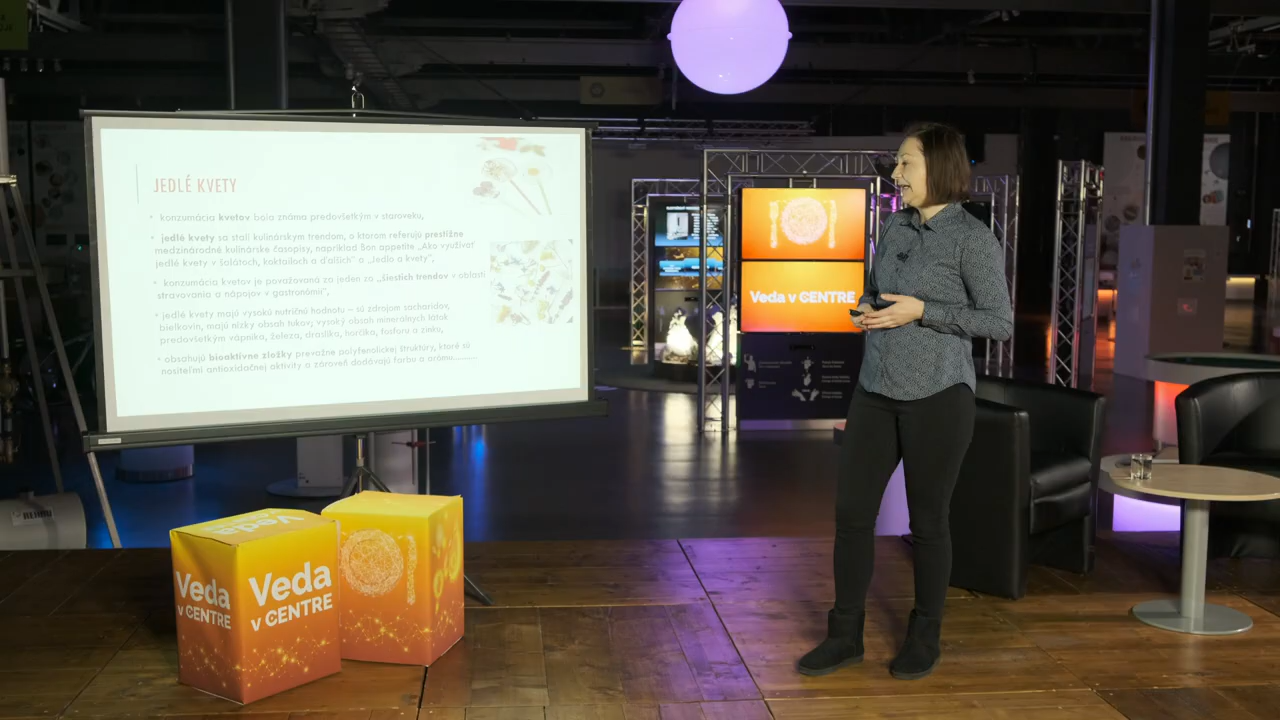 JEDLÉ KVETY
• konzumácia kvetov bola známa predovšetkým v staroveku,
• jedlé kvety sa stali kulinárskym trendom, o ktorom referujú prestížne
medzinárodné kulinárske časopisy, napríklad Bon appetite „Ako využívať
jedlé kvety v šalátoch, koktailoch a ďalších" a „Jedlo a kvety",
• konzumácia kvetov je považovaná za jeden zo „šiestich trendov v oblasti
stravovania a nápojov v gastronómii",
• jedlé kvety majú vysokú nutričnú hodnotu – sú zdrojom sacharidov,
bielkovín, majú nízky obsah tukov; vysoký obsah minerálnych látok
predovšetkým vápnika, železa, draslíka, horčíka, fosforu a zinku,
• obsahujú bioaktívne zložky prevažne polyfenolickej štruktúry, ktoré sú
nositeľmi antioxidačnej aktivity a zároveň dodávajú farbu a arómu..........
Veda v CENTRE
Veda
v CENTRE
Veda
v CENTRE